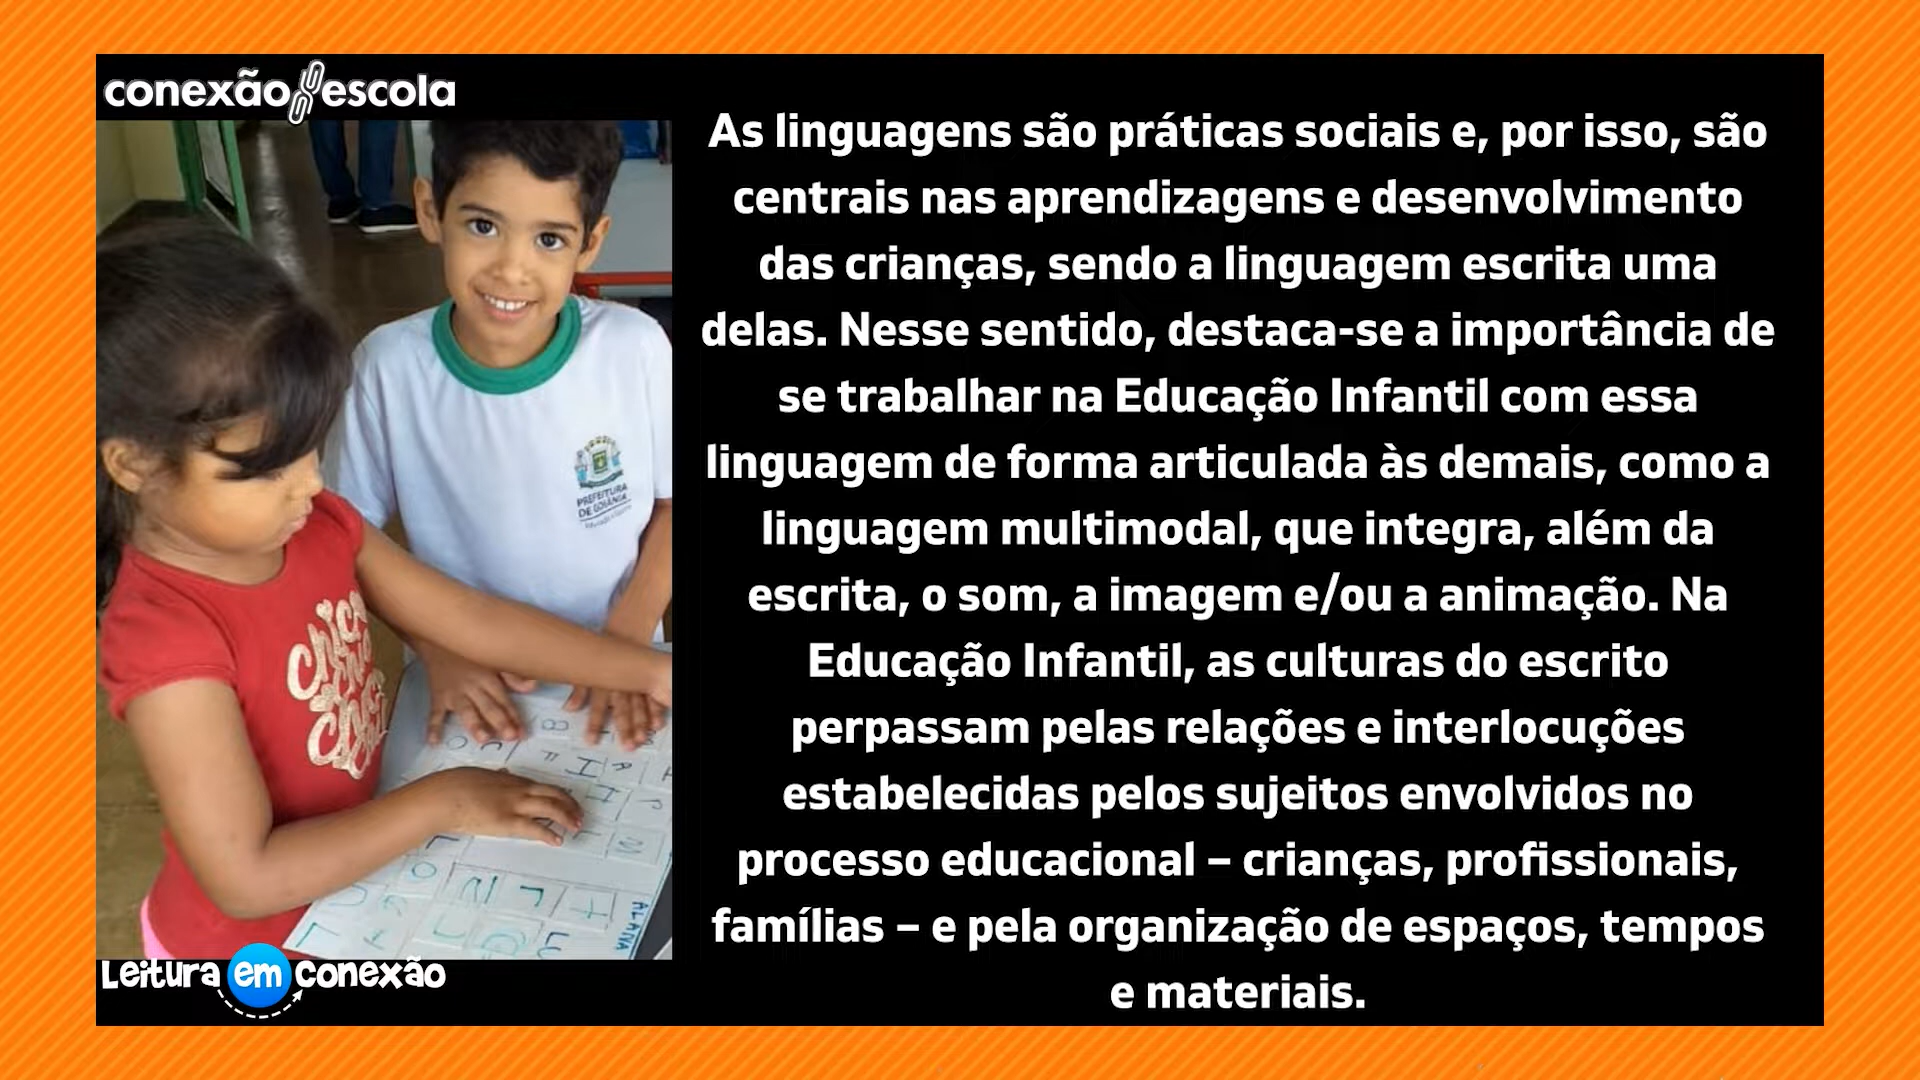 conexão escola
As linguagens são práticas sociais e, por isso, são
centrais nas aprendizagens e desenvolvimento
das crianças, sendo a linguagem escrita uma
delas. Nesse sentido, destaca-se a importância de
se trabalhar na Educação Infantil com essa
linguagem de forma articulada às demais, como a
linguagem multimodal, que integra, além da
escrita, o som, a imagem e/ou a animação. Na
Educação Infantil, as culturas do escrito
perpassam pelas relações e interlocuções
estabelecidas pelos sujeitos envolvidos no
processo educacional – crianças, profissionais,
famílias – e pela organização de espaços, tempos
e materiais.
PREFEITURA
DE GOIÂNIA
Leitura em conexão